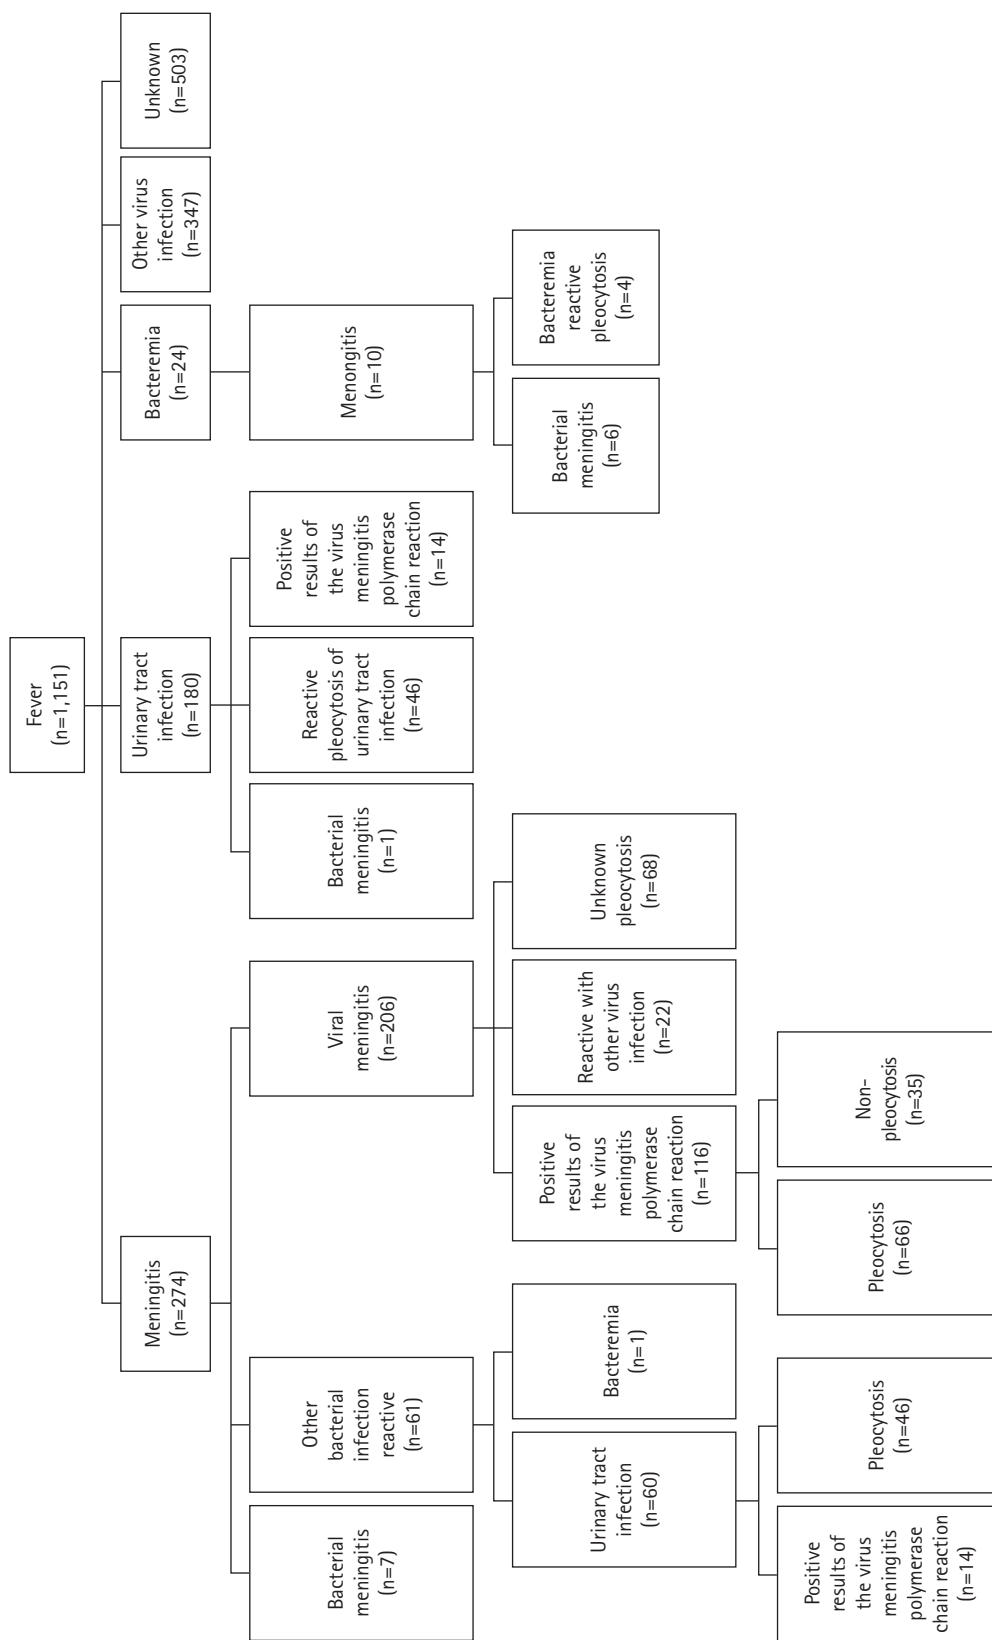 Fever
(n=1,151)
Meningitis
(n=274)
Urinary tract
infection
(n=180)
Bacteremia
(n=24)
Other virus
infection
(n=347)
Unknown
(n=503)
Bacterial
meningitis
(n=7)
Other
bacterial
infection
reactive
(n=61)
Viral
meningitis
(n=206)
Bacterial
meningitis
(n=1)
Reactive
pleocytosis of
urinary tract
infection
(n=46)
Positive
results of
the virus
meningitis
polymerase
chain reaction
(n=14)
Menongitis
(n=10)
Urinary tract
infection
(n=60)
Bacteremia
(n=1)
Positive
results of
the virus
meningitis
polymerase
chain reaction
(n=116)
Reactive with
other virus
infection
(n=22)
Unknown
pleocytosis
(n=68)
Bacterial
meningitis
(n=6)
Bacteremia
reactive
pleocytosis
(n=4)
Positive
results of
the virus
meningitis
polymerase
chain reaction
(n=14)
Pleocytosis
(n=46)
Pleocytosis
(n=66)
Non-
pleocytosis
(n=35)